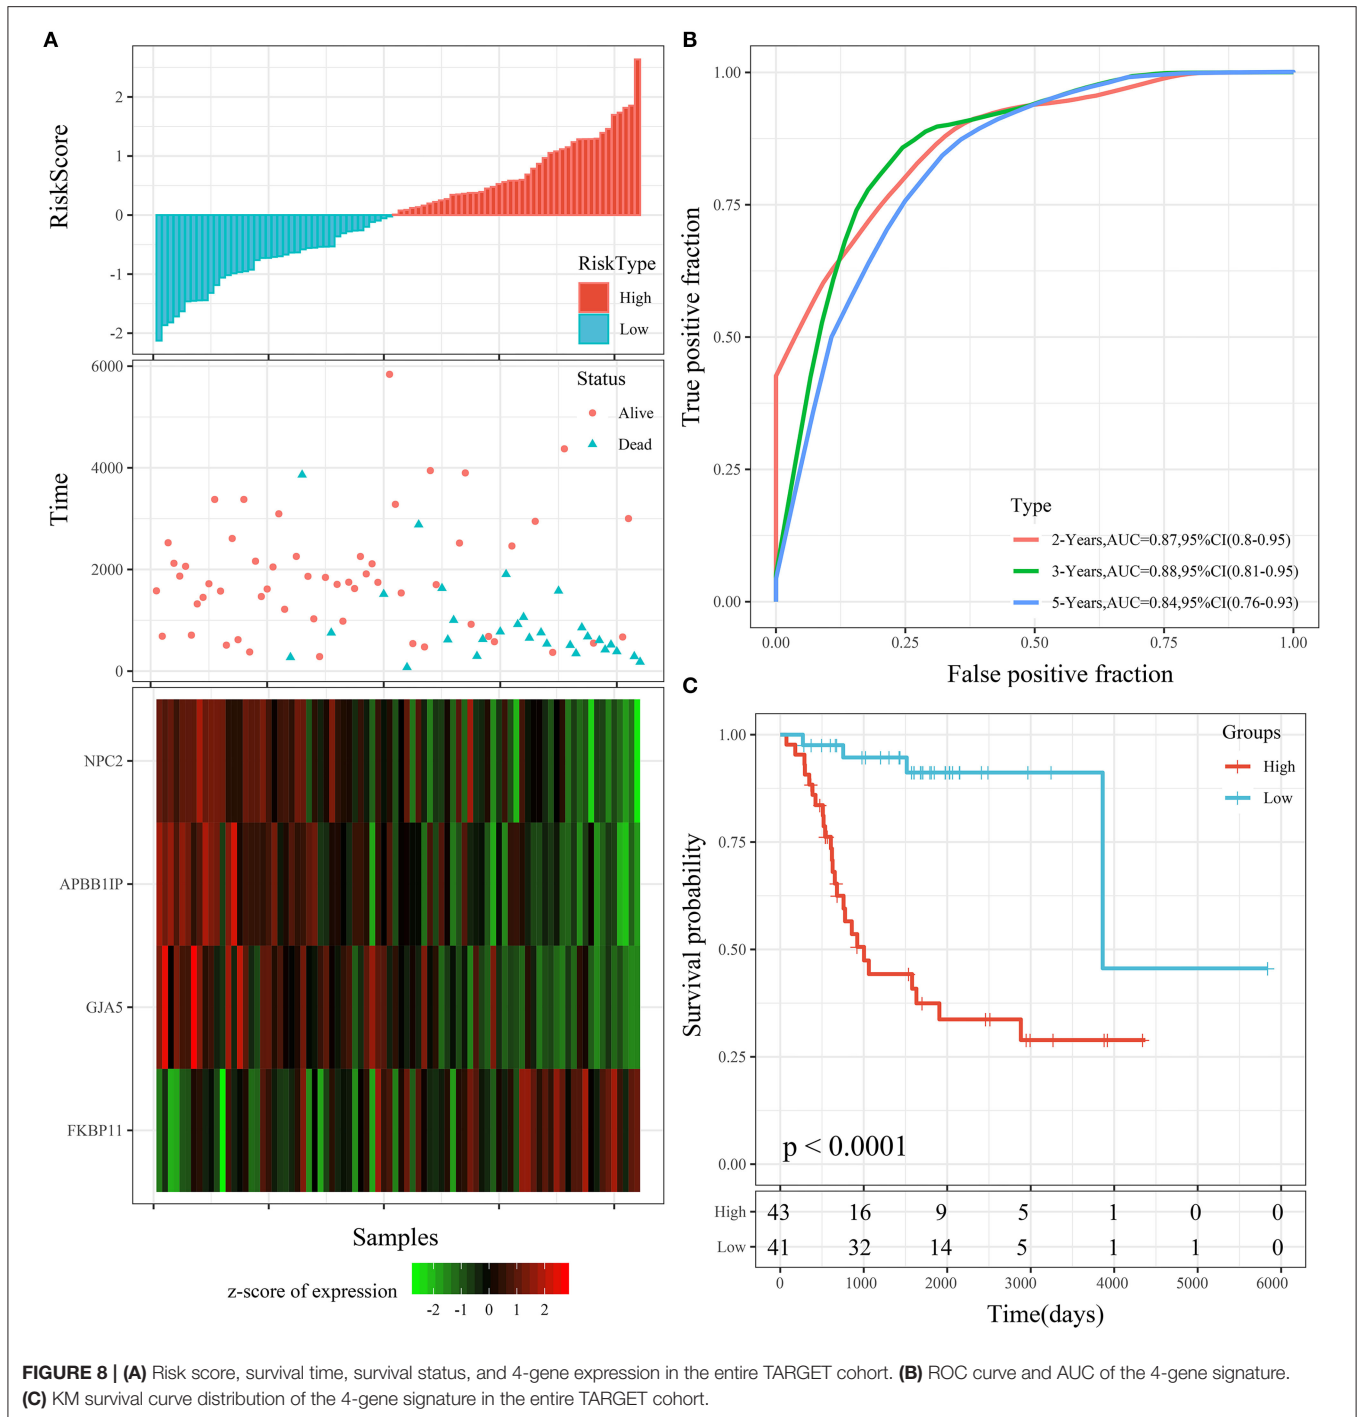 A
RiskScore
2
1
0
-1
-2
RiskType
High
Low
Time
6000
4000
2000
0
Status
Alive
Dead
NPC2
APBB1IP
GJA5
FKBP11
Samples
z-score of expression
-2 -1 0 1 2
B
True positive fraction
1.00
0.75
0.50
0.25
0.00
Type
2-Years,AUC=0.87,95%CI(0.8-0.95)
3-Years,AUC=0.88,95%CI(0.81-0.95)
5-Years,AUC=0.84,95%CI(0.76-0.93)
0.00 0.25 0.50 0.75 1.00
False positive fraction
C
Survival probability
1.00
0.75
0.50
0.25
0.00
Groups
High
Low
p < 0.0001
High 43 16 9 5 1 0 0
Low 41 32 14 5 1 1 0
0 1000 2000 3000 4000 5000 6000
Time(days)
FIGURE 8 | (A) Risk score, survival time, survival status, and 4-gene expression in the entire TARGET cohort. (B) ROC curve and AUC of the 4-gene signature.
(C) KM survival curve distribution of the 4-gene signature in the entire TARGET cohort.